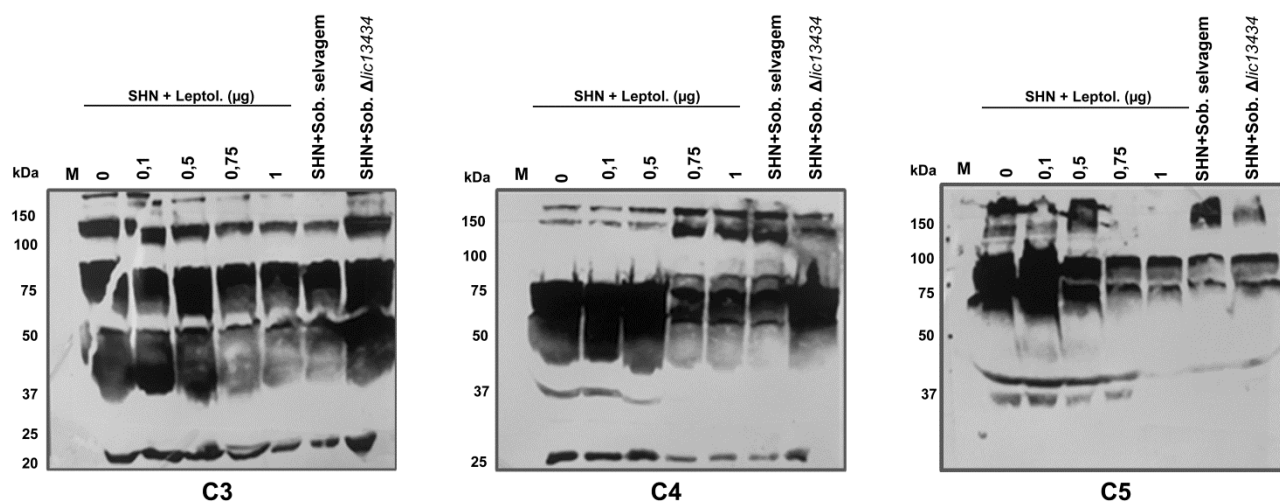 SHN + Leptol. (µg)
SHN+Sob. selvagem
SHN+Sob. Δlic13434
kDa
M
0
0,1
0,5
0,75
1
150
100
75
50
37
25
20
C3
SHN + Leptol. (µg)
SHN+Sob. selvagem
SHN+Sob. Δlic13434
kDa
M
0
0,1
0,5
0,75
1
150
100
75
50
37
25
C4
SHN + Leptol. (µg)
SHN+Sob. selvagem
SHN+Sob. Δlic13434
kDa
M
0
0,1
0,5
0,75
1
150
100
75
50
37
C5